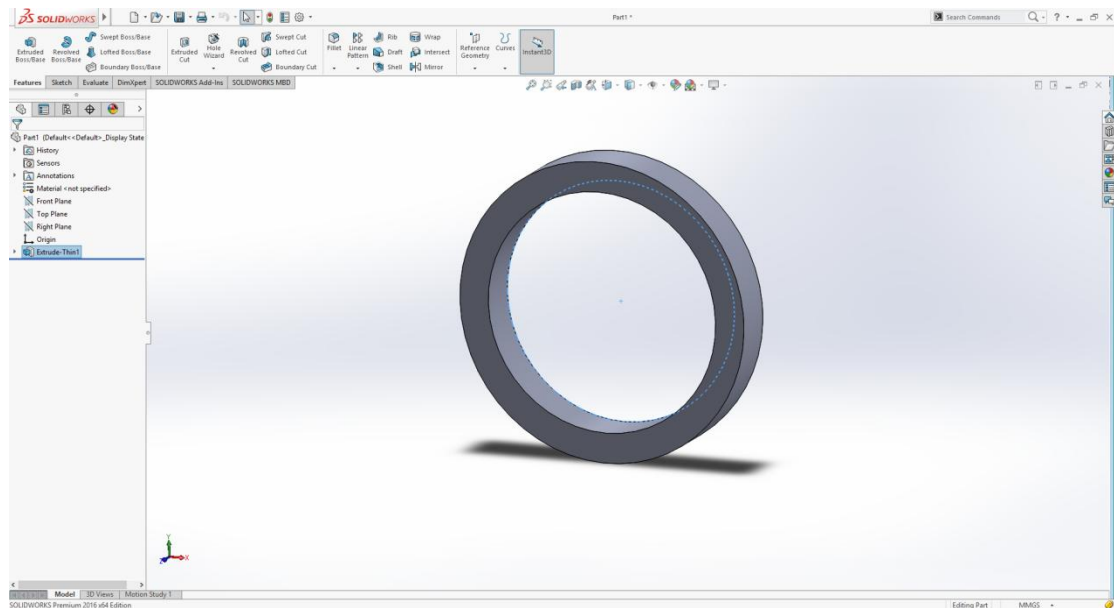 SOLIDWORKS
Part1 *
Search Commands
Extruded Boss/Base
Revolved Boss/Base
Swept Boss/Base
Lofted Boss/Base
Boundary Boss/Base
Extruded Cut
Hole Wizard
Revolved Cut
Swept Cut
Lofted Cut
Boundary Cut
Fillet
Linear Pattern
Rib
Draft
Shell
Wrap
Intersect
Mirror
Reference Geometry
Curves
Instant3D
Features Sketch Evaluate DimXpert SOLIDWORKS Add-Ins SOLIDWORKS MBD
Part1 (Default<<Default>_Display State
History
Sensors
Annotations
Material <not specified>
Front Plane
Top Plane
Right Plane
Origin
Extrude-Thin1
Y
X
Model 3D Views Motion Study 1
SOLIDWORKS Premium 2016 x64 Edition
Editing Part MMGS